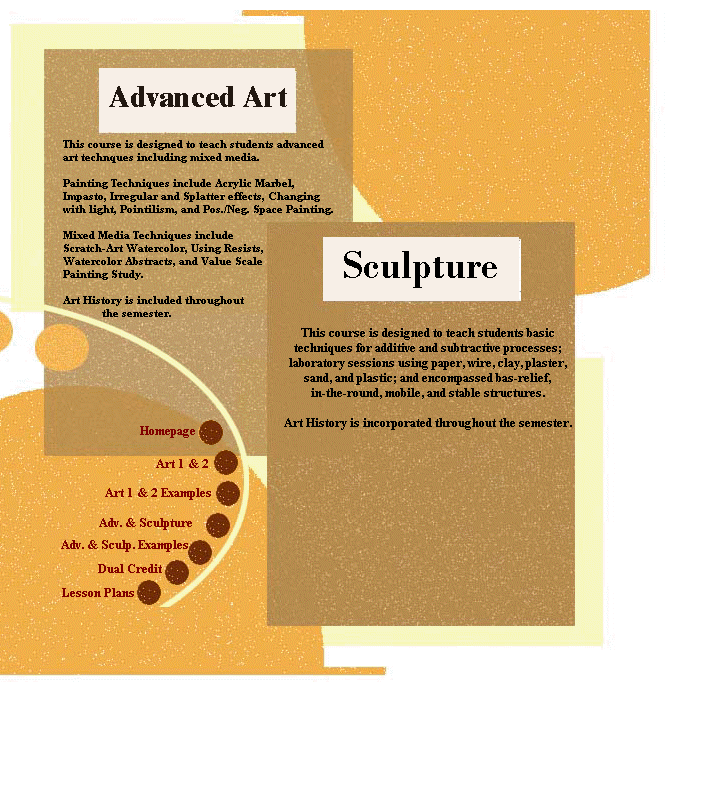 Advanced Art
This course is designed to teach students advanced
art technques including mixed media.
Painting Techniques include Acrylic Marbel,
Impasto, Irregular and Splatter effects, Changing
with light, Pointilism, and Pos./Neg. Space Painting.
Mixed Media Techniques include
Scratch-Art Watercolor, Using Resists,
Watercolor Abstracts, and Value Scale
Painting Study.
Art History is included throughout
the semester.
Sculpture
This course is designed to teach students basic
techniques for additive and subtractive processes;
laboratory sessions using paper, wire, clay, plaster,
sand, and plastic; and encompassed bas-relief,
in-the-round, mobile, and stable structures.
Art History is incorporated throughout the semester.
Homepage
Art 1 & 2
Art 1 & 2 Examples
Adv. & Sculpture
Adv. & Sculp. Examples
Dual Credit
Lesson Plans